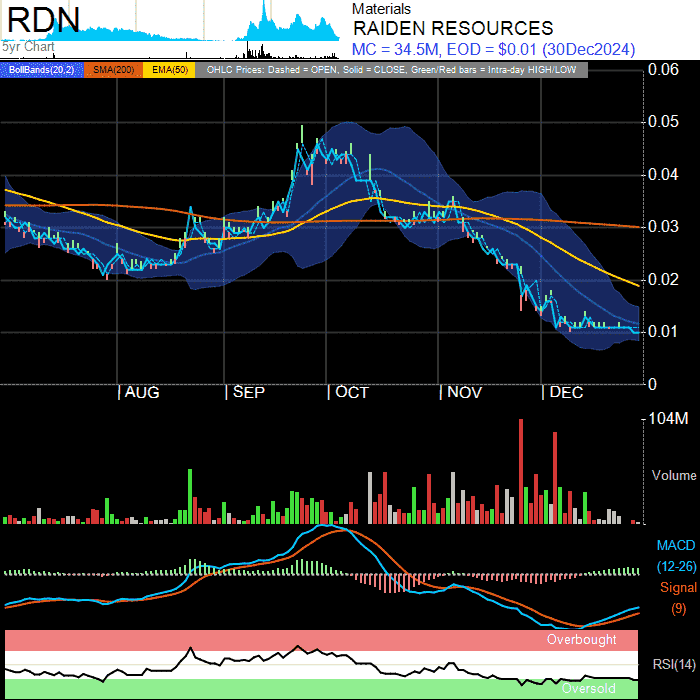 RDN
5yr Chart
Materials
RAIDEN RESOURCES
MC = 34.5M, EOD = $0.01 (30Dec2024)
BollBands(20,2) SMA(200) EMA(50) OHLC Prices: Dashed = OPEN, Solid = CLOSE, Green/Red bars = Intra-day HIGH/LOW
0.06
0.05
0.04
0.03
0.02
0.01
0
AUG SEP OCT NOV DEC
104M
Volume
MACD
(12-26)
Signal
(9)
Overbought
RSI(14)
Oversold